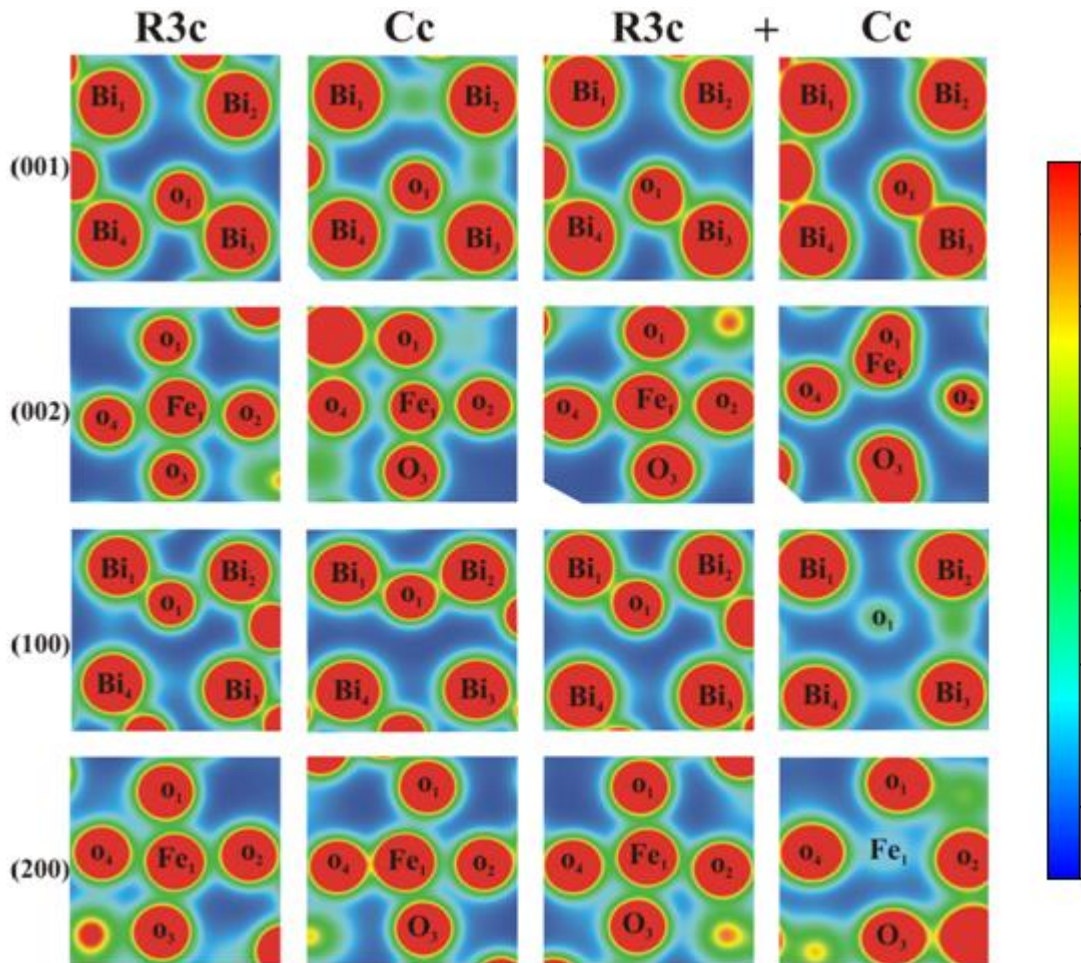 R3c Cc R3c + Cc
(001)
Bi₁ Bi₂ o₁ Bi₄ Bi₃
Bi₁ Bi₂ o₁ Bi₄ Bi₃
Bi₁ Bi₂ o₁ Bi₄ Bi₃
Bi₁ Bi₂ o₁ Bi₄ Bi₃
(002)
o₁ o₄ Fe₁ o₂ o₃
o₁ o₄ Fe₁ o₂ O₃
o₁ o₄ Fe₁ o₂ O₃
o₁ Fe₁ o₄ o₂ O₃
(100)
Bi₁ Bi₂ o₁ Bi₄ Bi₃
Bi₁ Bi₂ o₁ Bi₄ Bi₃
Bi₁ Bi₂ o₁ Bi₄ Bi₃
Bi₁ Bi₂ o₁ Bi₄ Bi₃
(200)
o₁ o₄ Fe₁ o₂ o₃
o₁ o₄ Fe₁ o₂ O₃
o₁ o₄ Fe₁ o₂ O₃
o₁ o₄ Fe₁ o₂ O₃